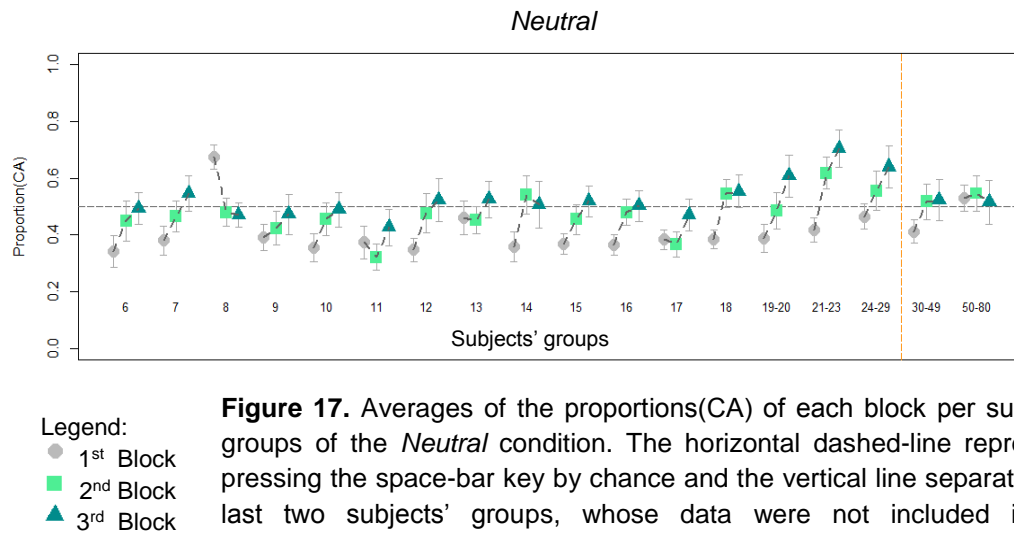 Neutral
Proportion(CA)
1.0
0.8
0.6
0.4
0.2
0.0
6 7 8 9 10 11 12 13 14 15 16 17 18 19-20 21-23 24-29 30-49 50-80
Subjects' groups
Legend:
1st Block
2nd Block
3rd Block
Figure 17. Averages of the proportions(CA) of each block per su
groups of the Neutral condition. The horizontal dashed-line repre
pressing the space-bar key by chance and the vertical line separat
last two subjects' groups, whose data were not included i